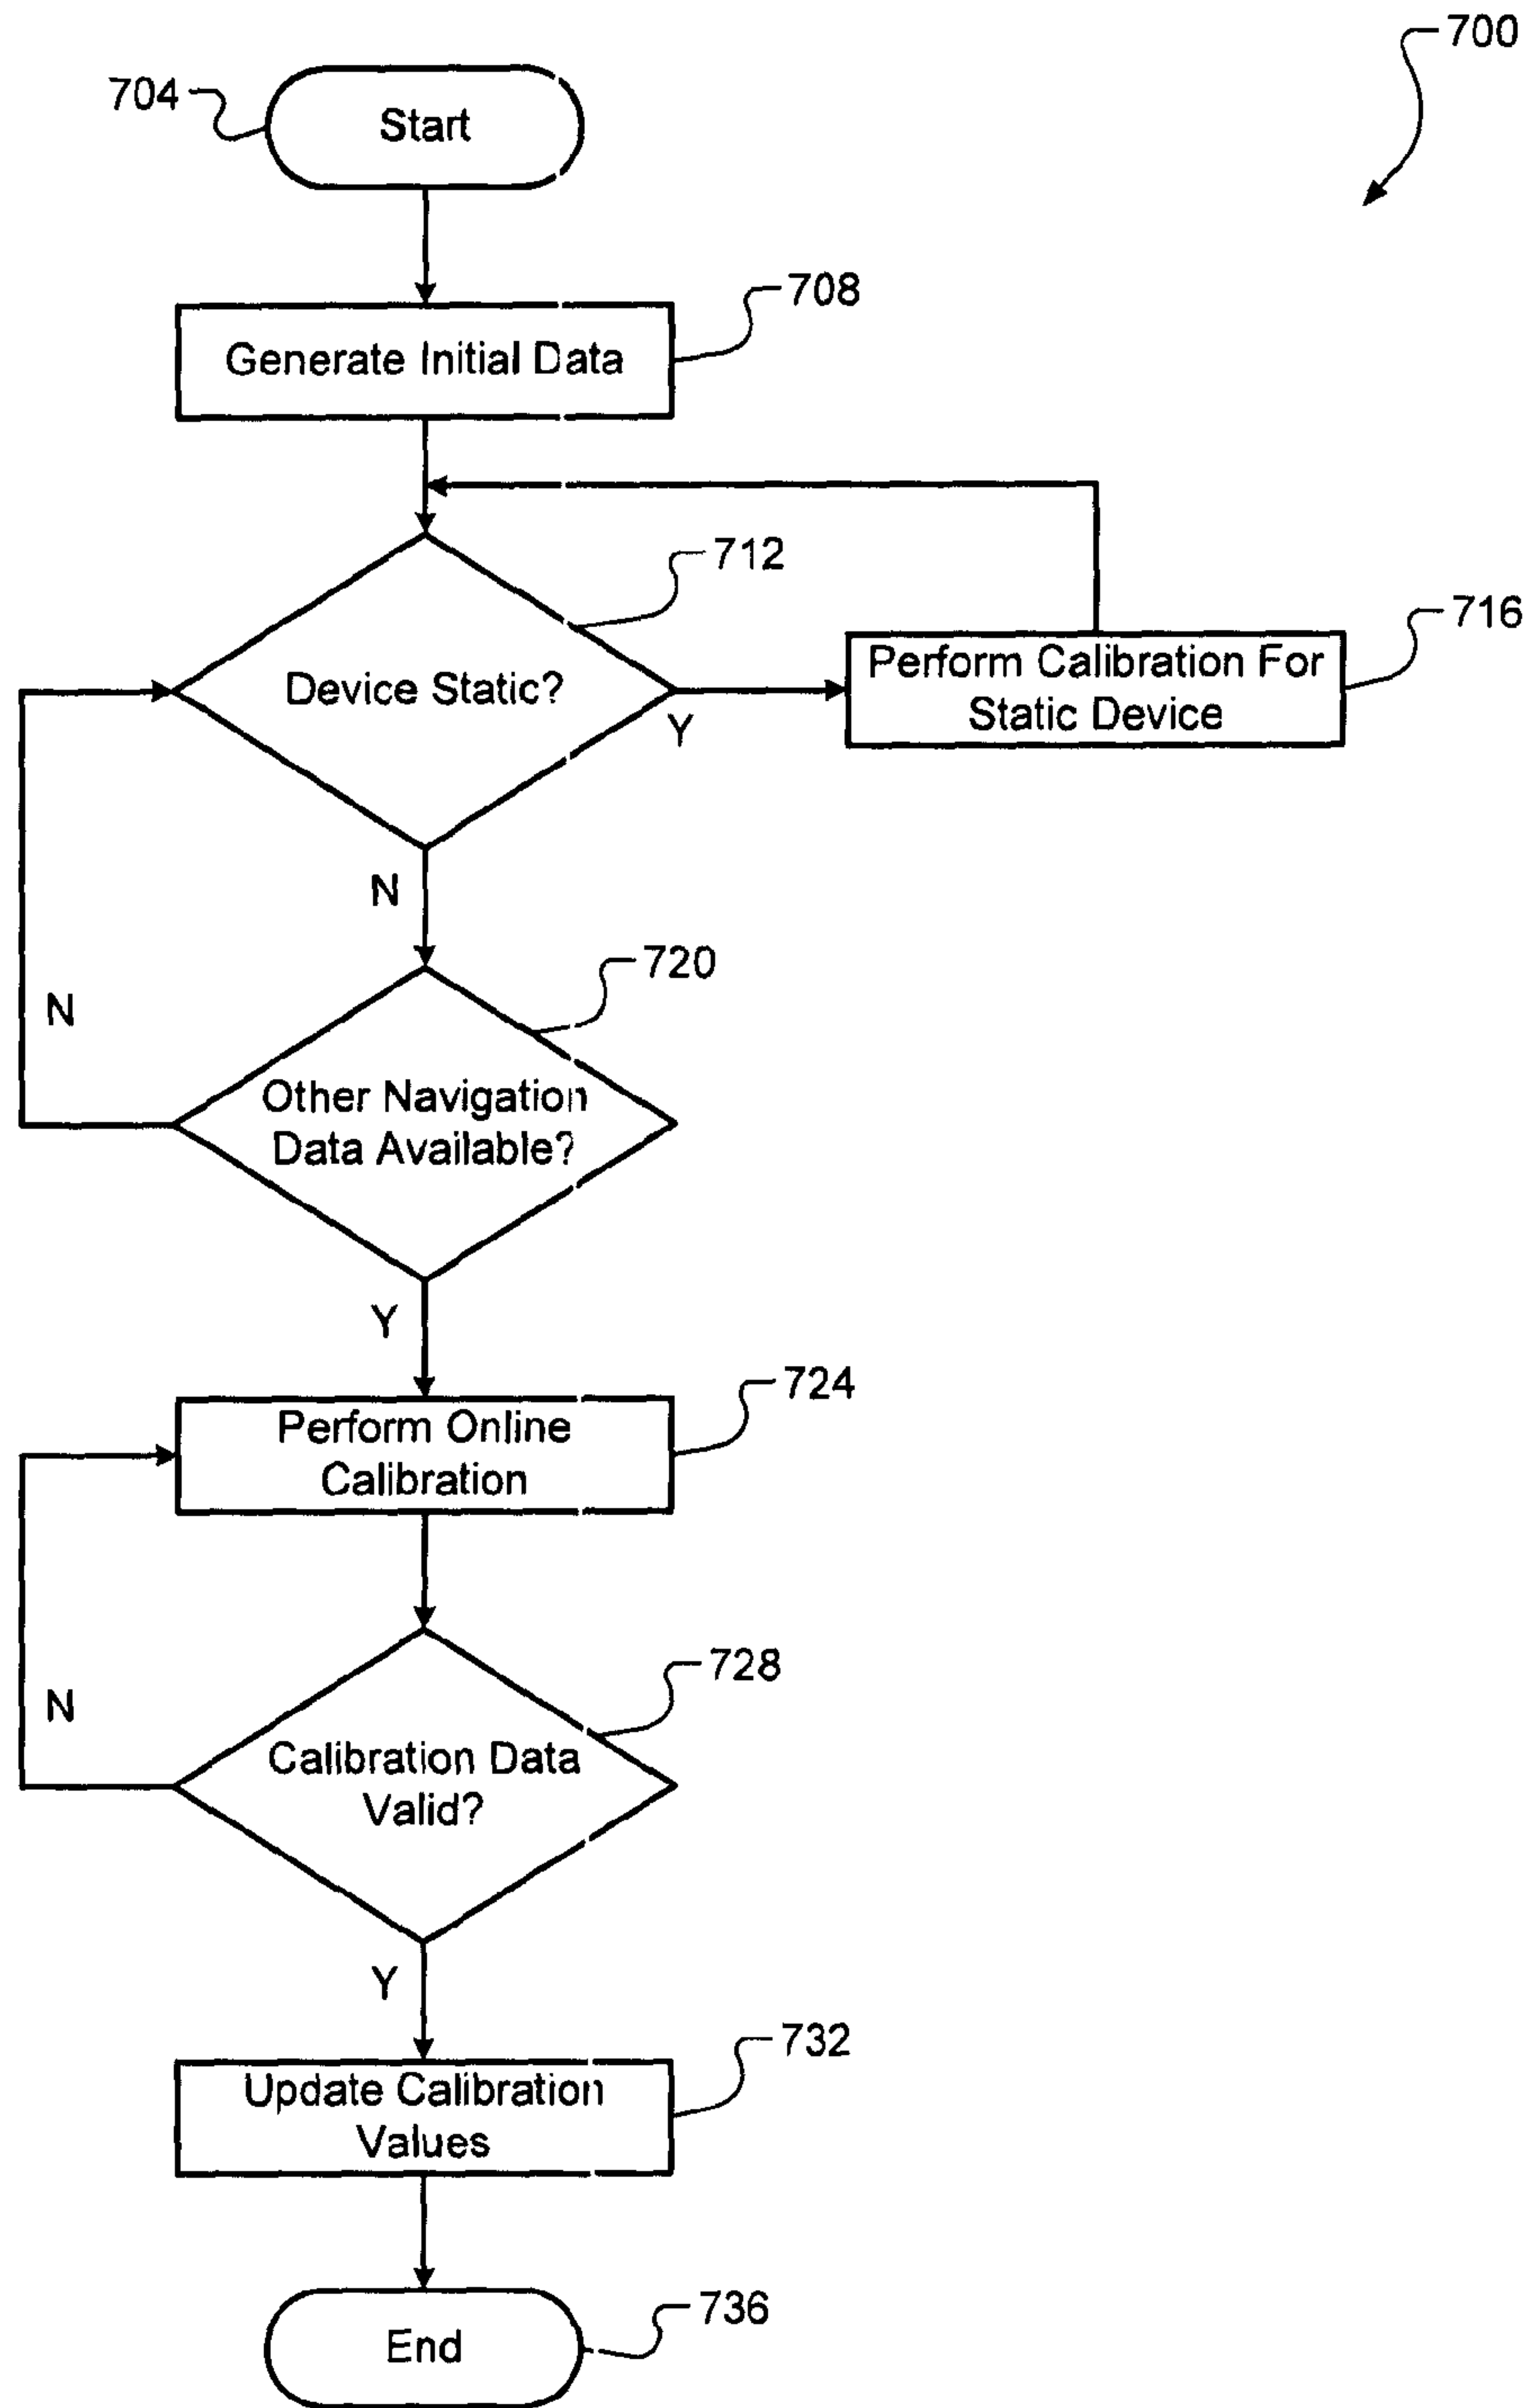 700
704
Start
708
Generate Initial Data
712
Device Static?
Y
716
Perform Calibration For
Static Device
N
720
N
Other Navigation
Data Available?
Y
724
Perform Online
Calibration
728
N
Calibration Data
Valid?
Y
732
Update Calibration
Values
736
End